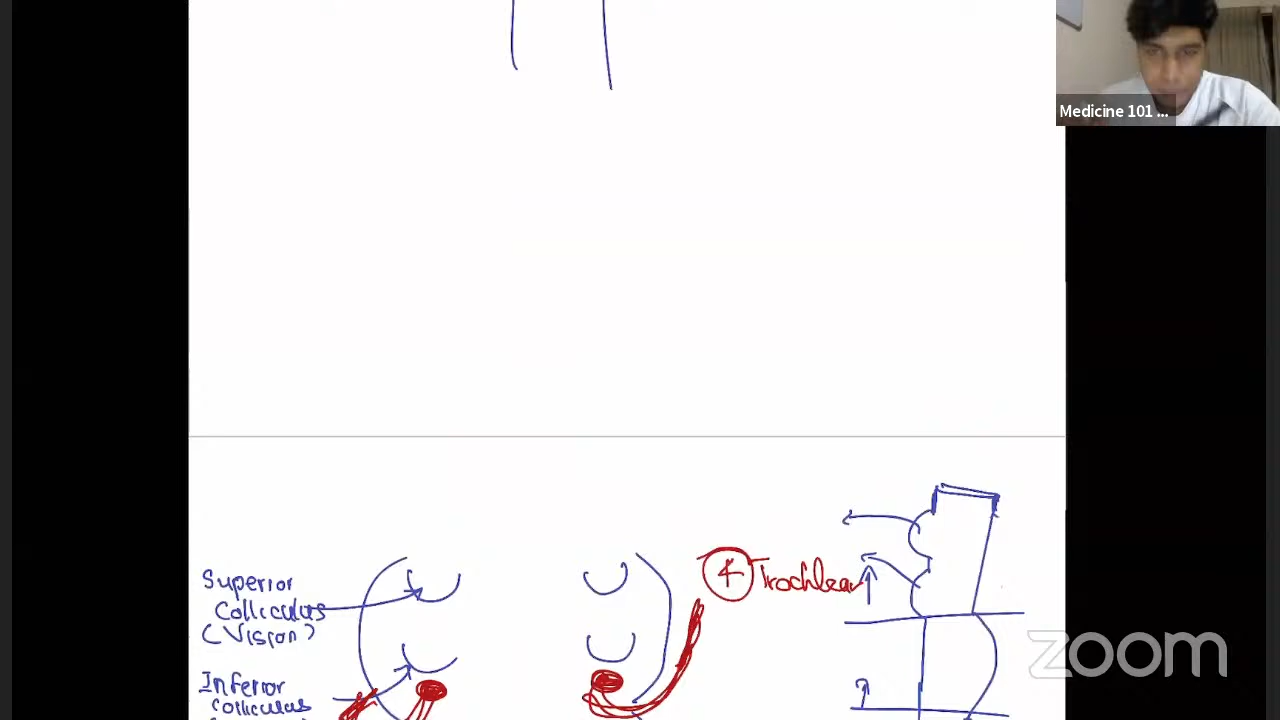 Medicine 101 ...
Superior
Colliculus
(Vision)
4 Trochlear
Inferior
Colliculus
zoom